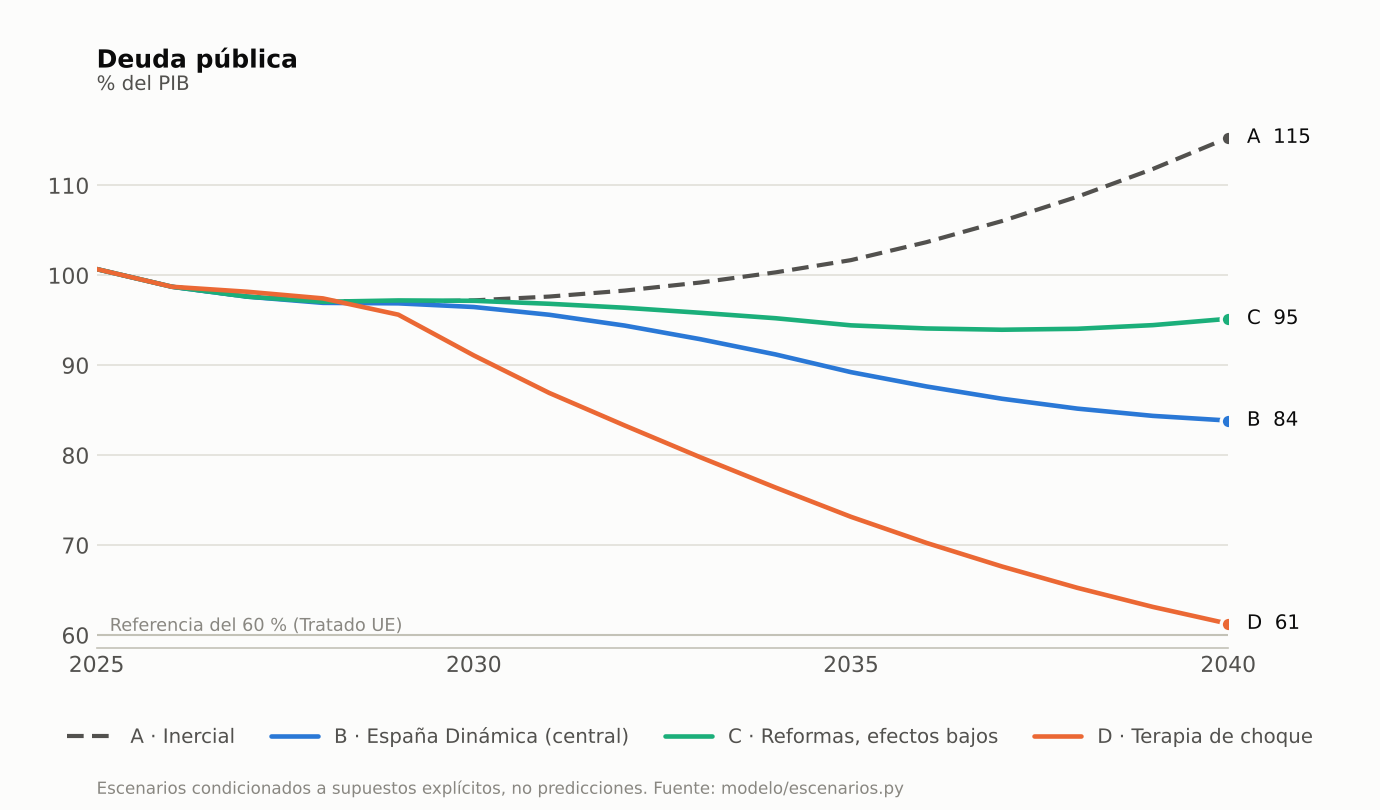 Deuda pública
% del PIB
A 115
110
100
C 95
90
B 84
80
70
Referencia del 60 % (Tratado UE)
D 61
60
2025 2030 2035 2040
A · Inercial B · España Dinámica (central) C · Reformas, efectos bajos D · Terapia de choque
Escenarios condicionados a supuestos explícitos, no predicciones. Fuente: modelo/escenarios.py